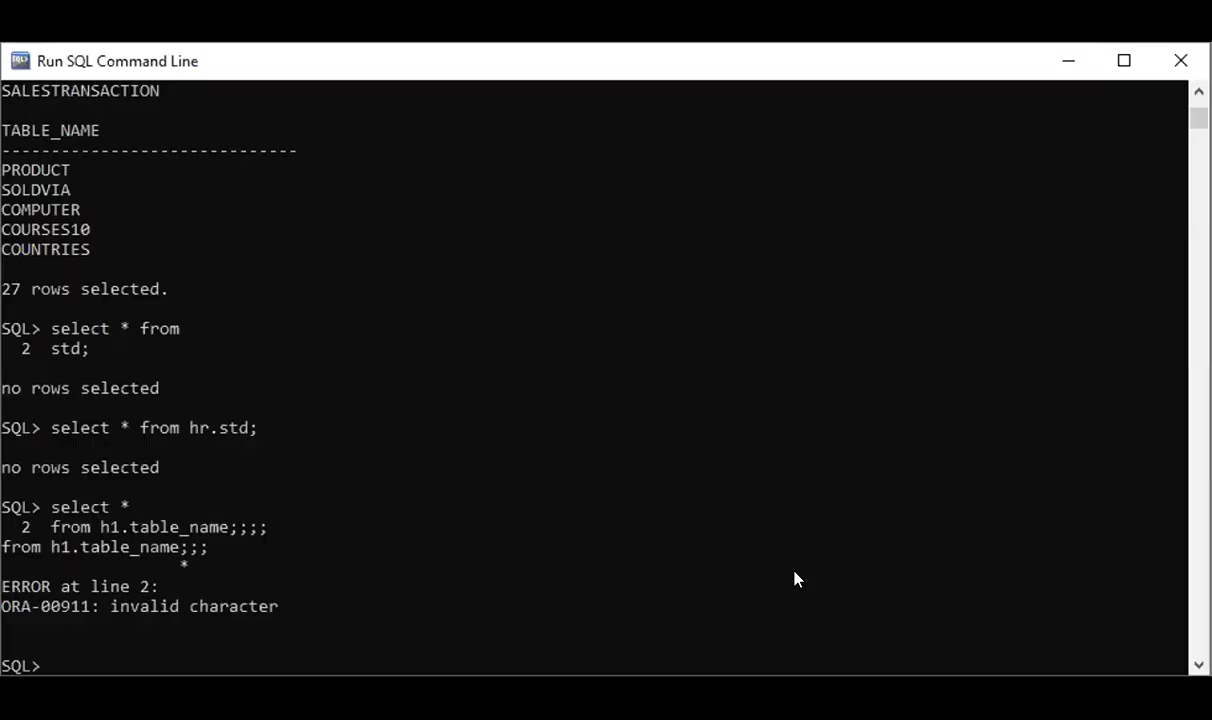 Run SQL Command Line
SALESTRANSACTION
TABLE_NAME
------------------------------
PRODUCT
SOLDVIA
COMPUTER
COURSES10
COUNTRIES
27 rows selected.
SQL> select * from
2 std;
no rows selected
SQL> select * from hr.std;
no rows selected
SQL> select *
2 from h1.table_name;;;;
from h1.table_name;;;
*
ERROR at line 2:
ORA-00911: invalid character
SQL>